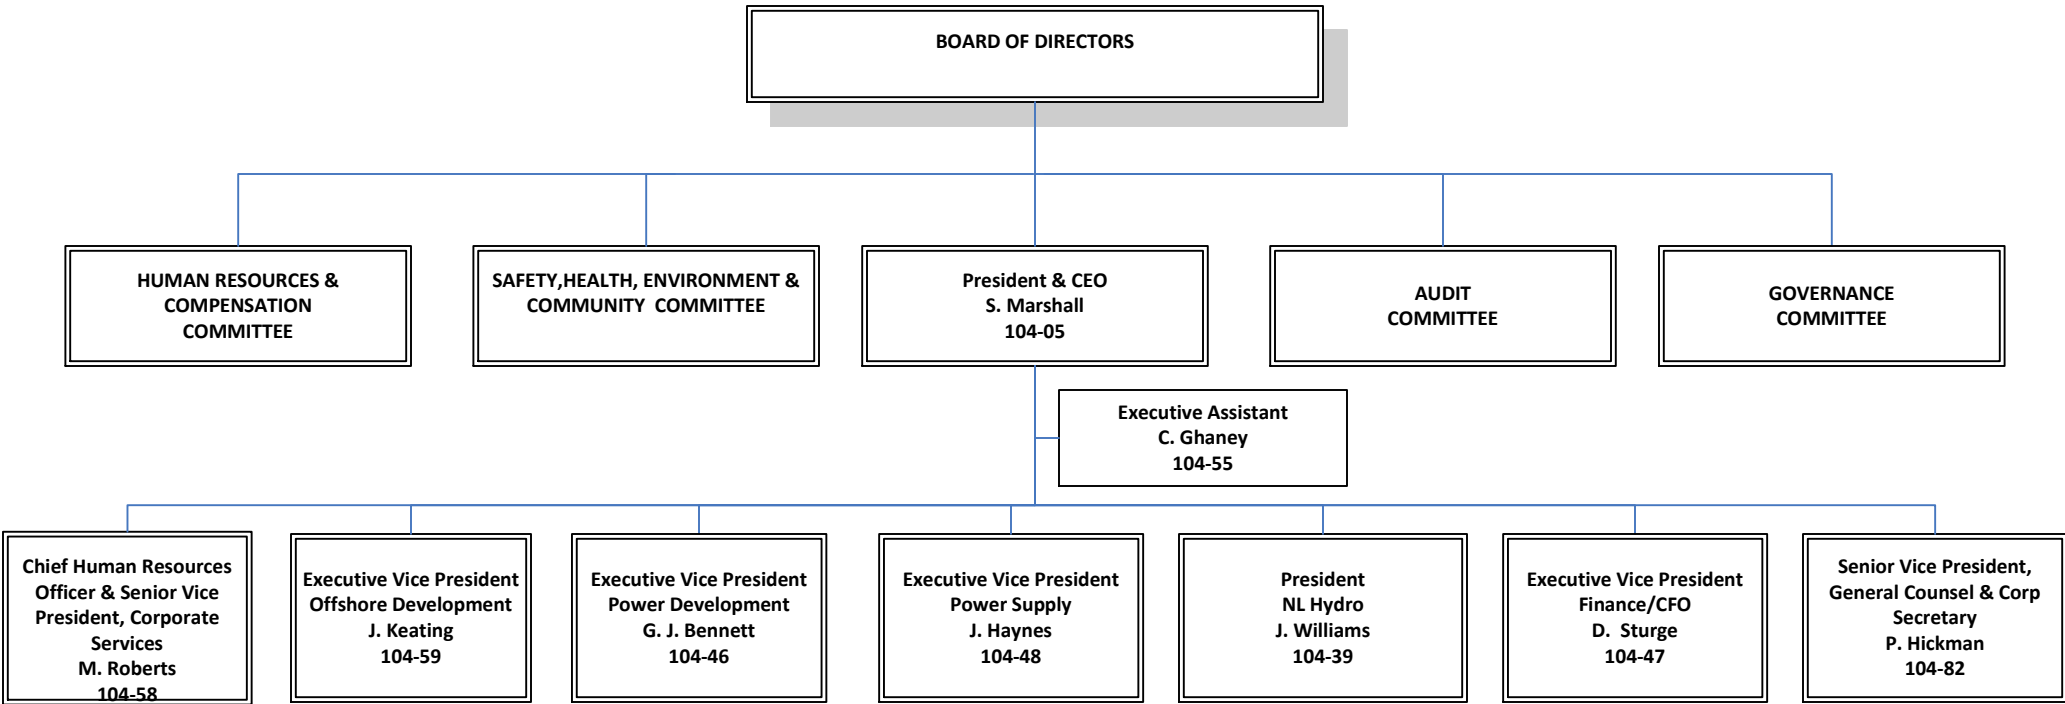 BOARD OF DIRECTORS
HUMAN RESOURCES &
COMPENSATION
COMMITTEE
SAFETY,HEALTH, ENVIRONMENT &
COMMUNITY COMMITTEE
President & CEO
S. Marshall
104-05
AUDIT
COMMITTEE
GOVERNANCE
COMMITTEE
Executive Assistant
C. Ghaney
104-55
Chief Human Resources
Officer & Senior Vice
President, Corporate
Services
M. Roberts
104-58
Executive Vice President
Offshore Development
J. Keating
104-59
Executive Vice President
Power Development
G. J. Bennett
104-46
Executive Vice President
Power Supply
J. Haynes
104-48
President
NL Hydro
J. Williams
104-39
Executive Vice President
Finance/CFO
D. Sturge
104-47
Senior Vice President,
General Counsel & Corp
Secretary
P. Hickman
104-82